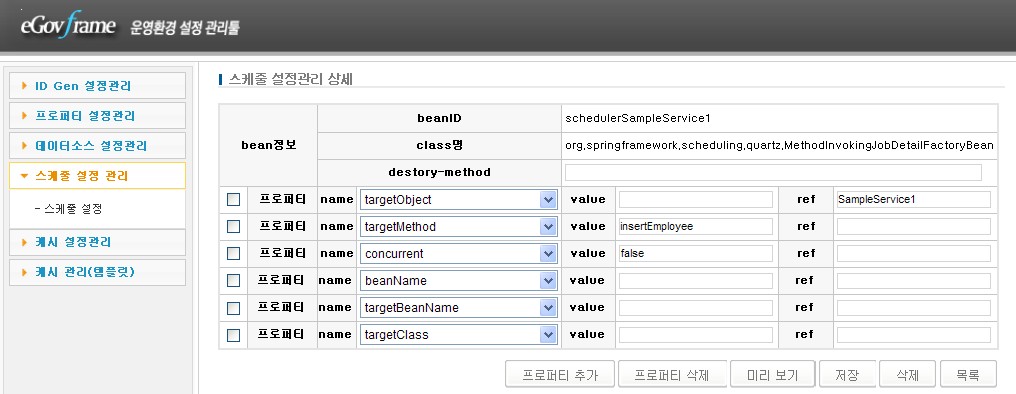 eGovframe 운영환경 설정 관리툴
ID Gen 설정관리
프로퍼티 설정관리
데이터소스 설정관리
스케줄 설정 관리
- 스케줄 설정
캐시 설정관리
캐시 관리(템플릿)
스케줄 설정관리 상세
bean정보 beanID schedulerSampleService1
class명 org,springframework,scheduling,quartz,MethodInvokingJobDetailFactoryBean
destory-method
프로퍼티 name targetObject value ref SampleService1
프로퍼티 name targetMethod value insertEmployee ref
프로퍼티 name concurrent value false ref
프로퍼티 name beanName value ref
프로퍼티 name targetBeanName value ref
프로퍼티 name targetClass value ref
프로퍼티 추가 프로퍼티 삭제 미리 보기 저장 삭제 목록